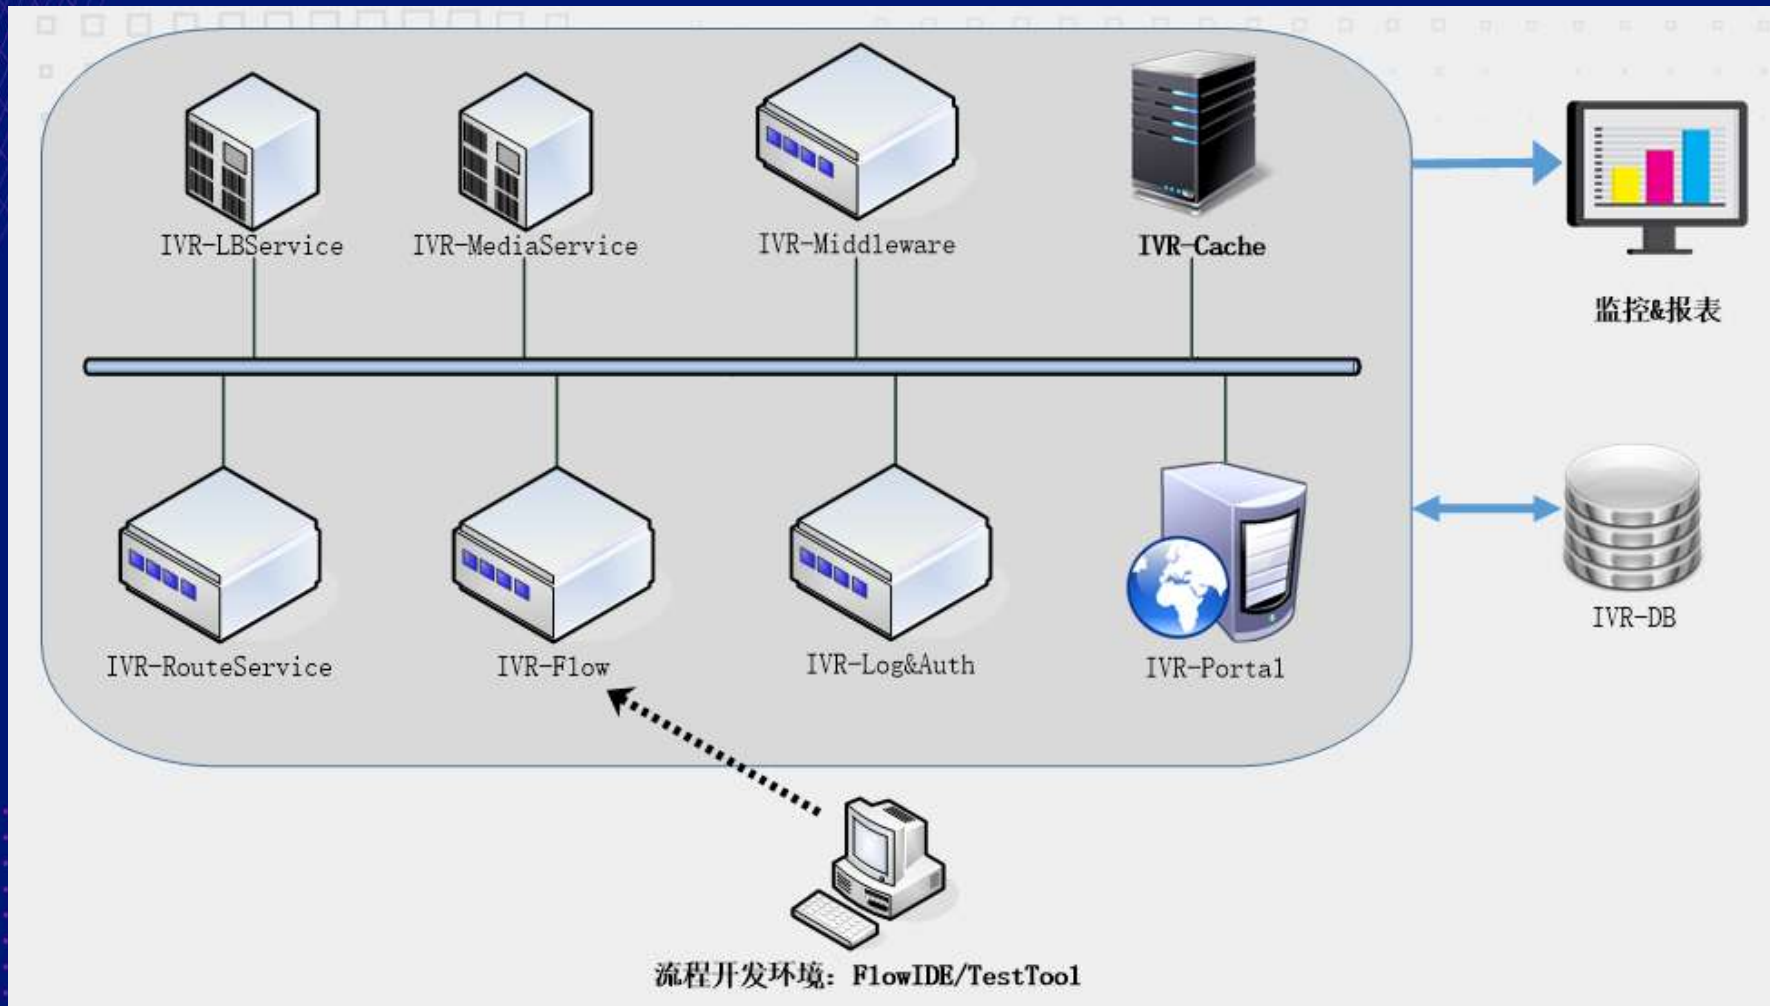 IVR-LBService
IVR-MediaService
IVR-Middleware
IVR-Cache
监控&报表
IVR-RouteService
IVR-Flow
IVR-Log&Auth
IVR-Portal
IVR-DB
流程开发环境: FlowIDE/TestTool